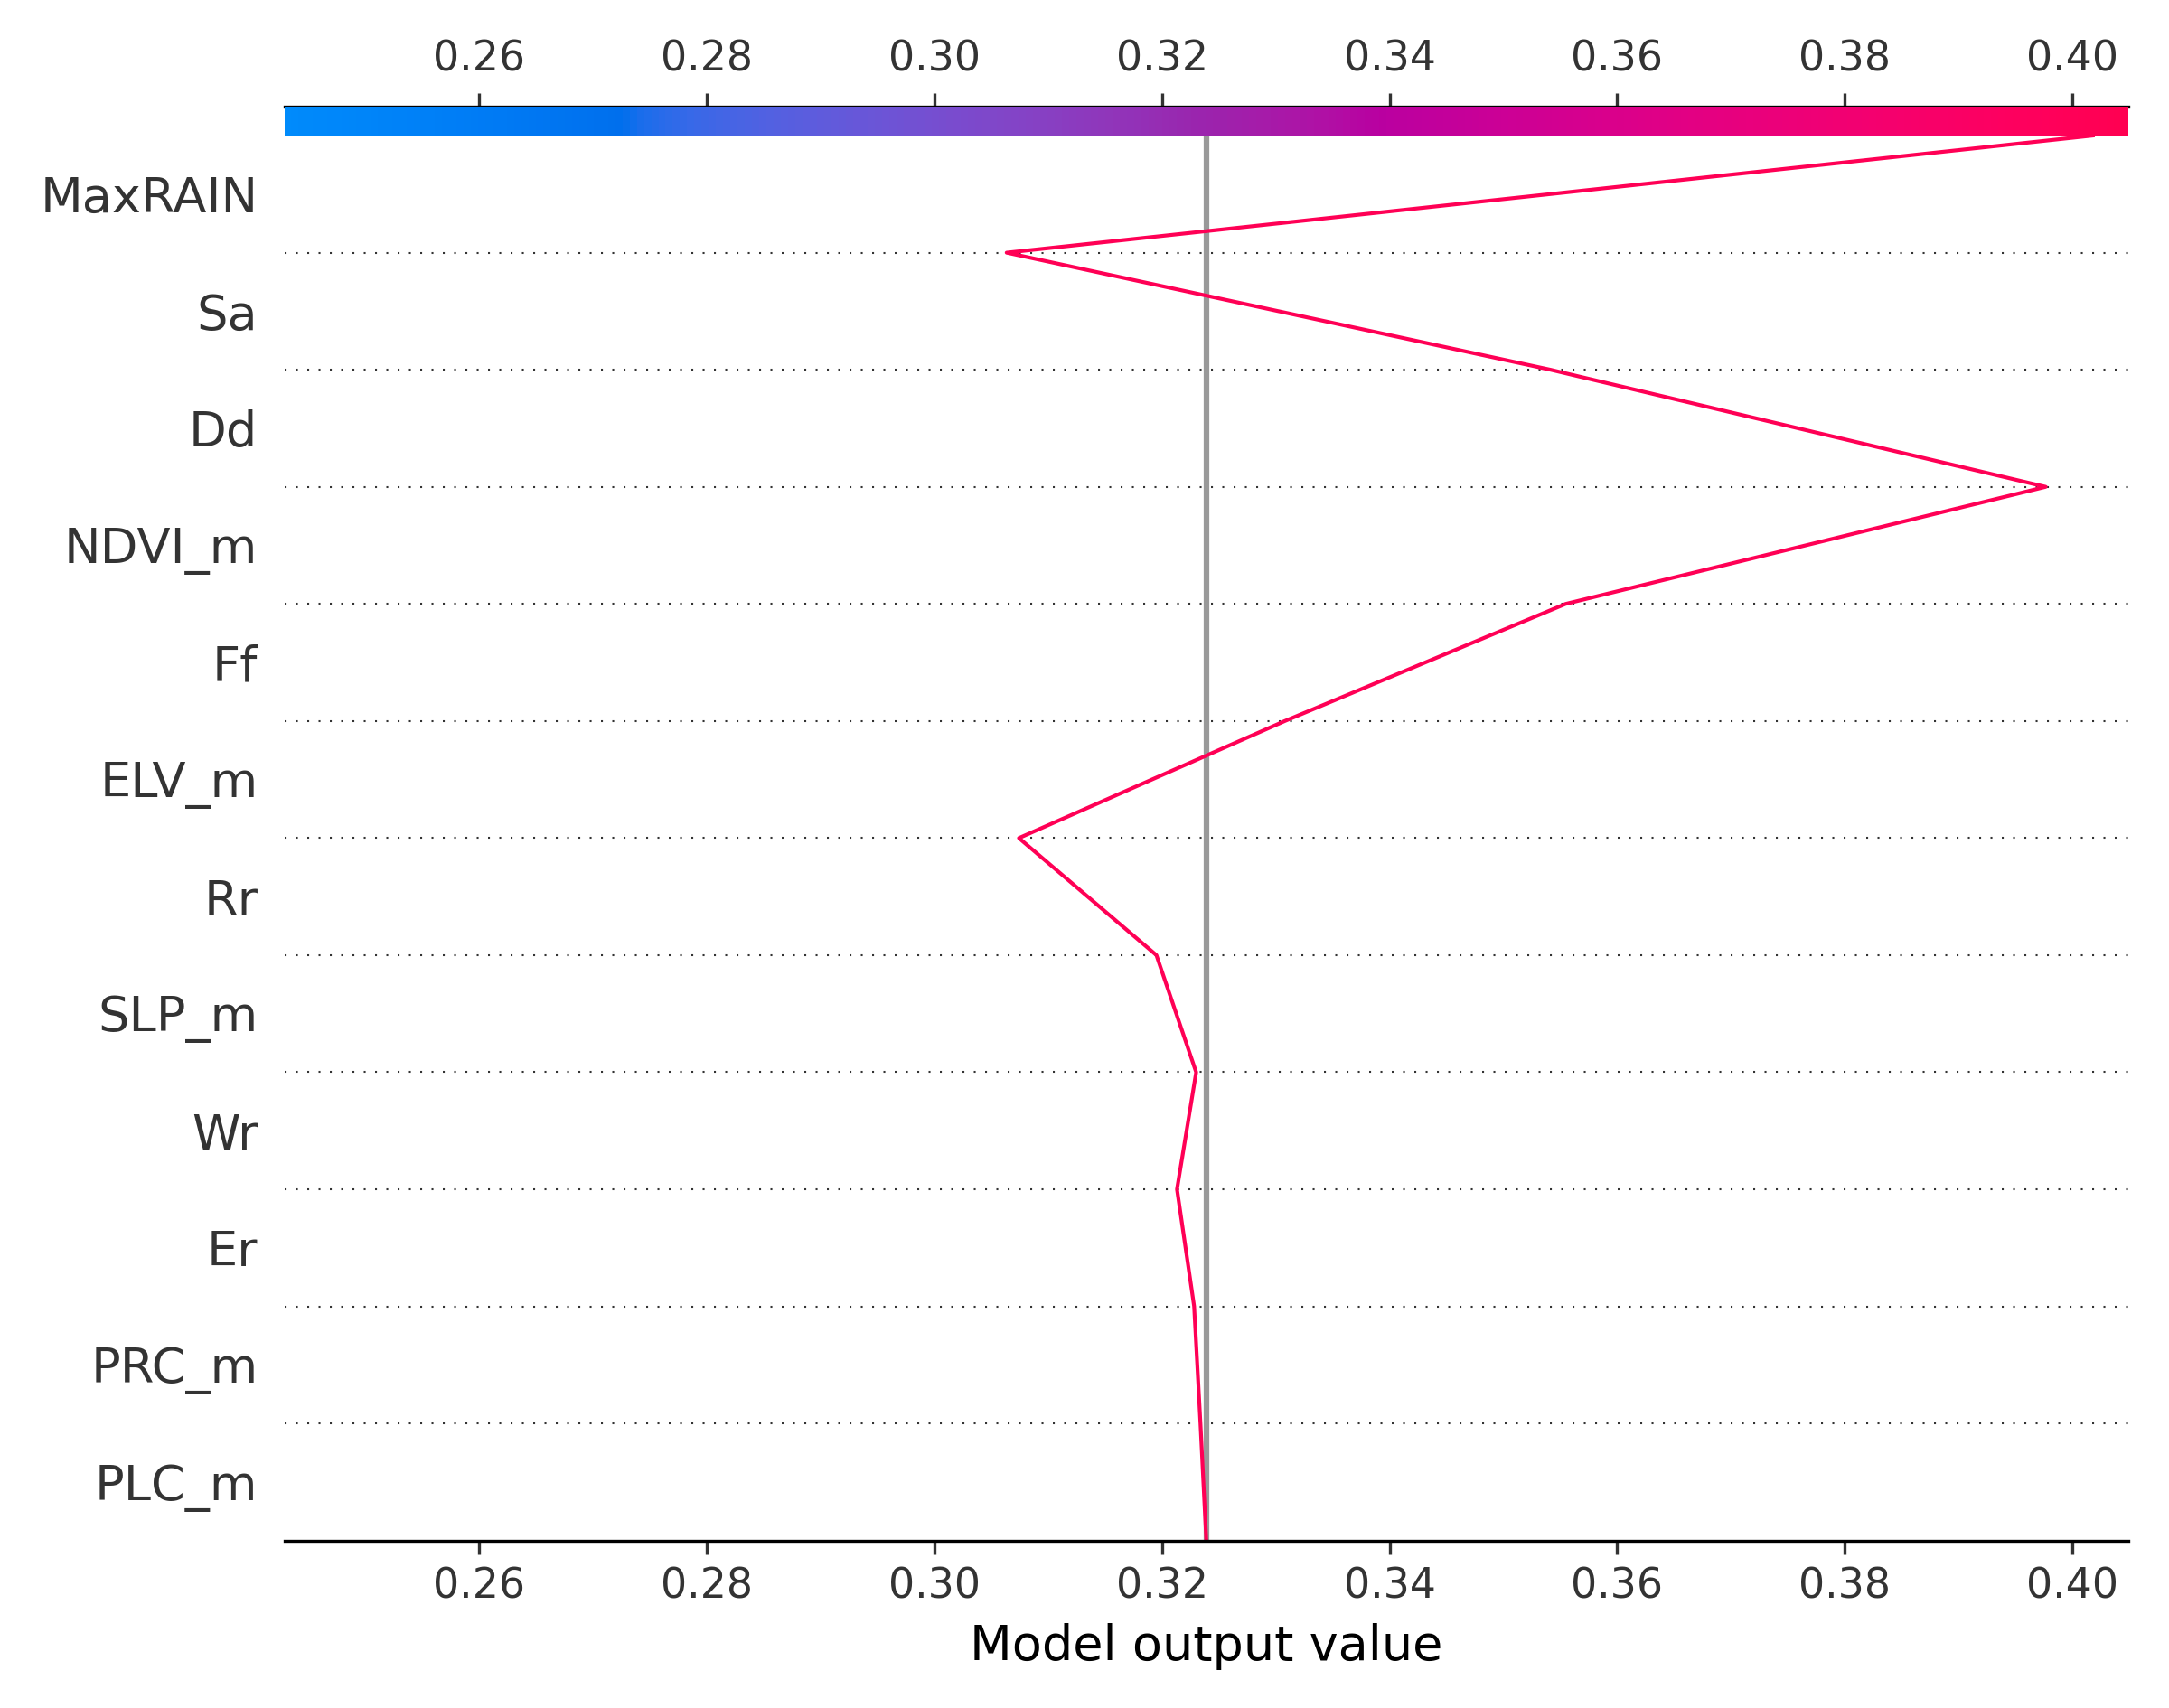 0.26 0.28 0.30 0.32 0.34 0.36 0.38 0.40
MaxRAIN
Sa
Dd
NDVI_m
Ff
ELV_m
Rr
SLP_m
Wr
Er
PRC_m
PLC_m
0.26 0.28 0.30 0.32 0.34 0.36 0.38 0.40
Model output value